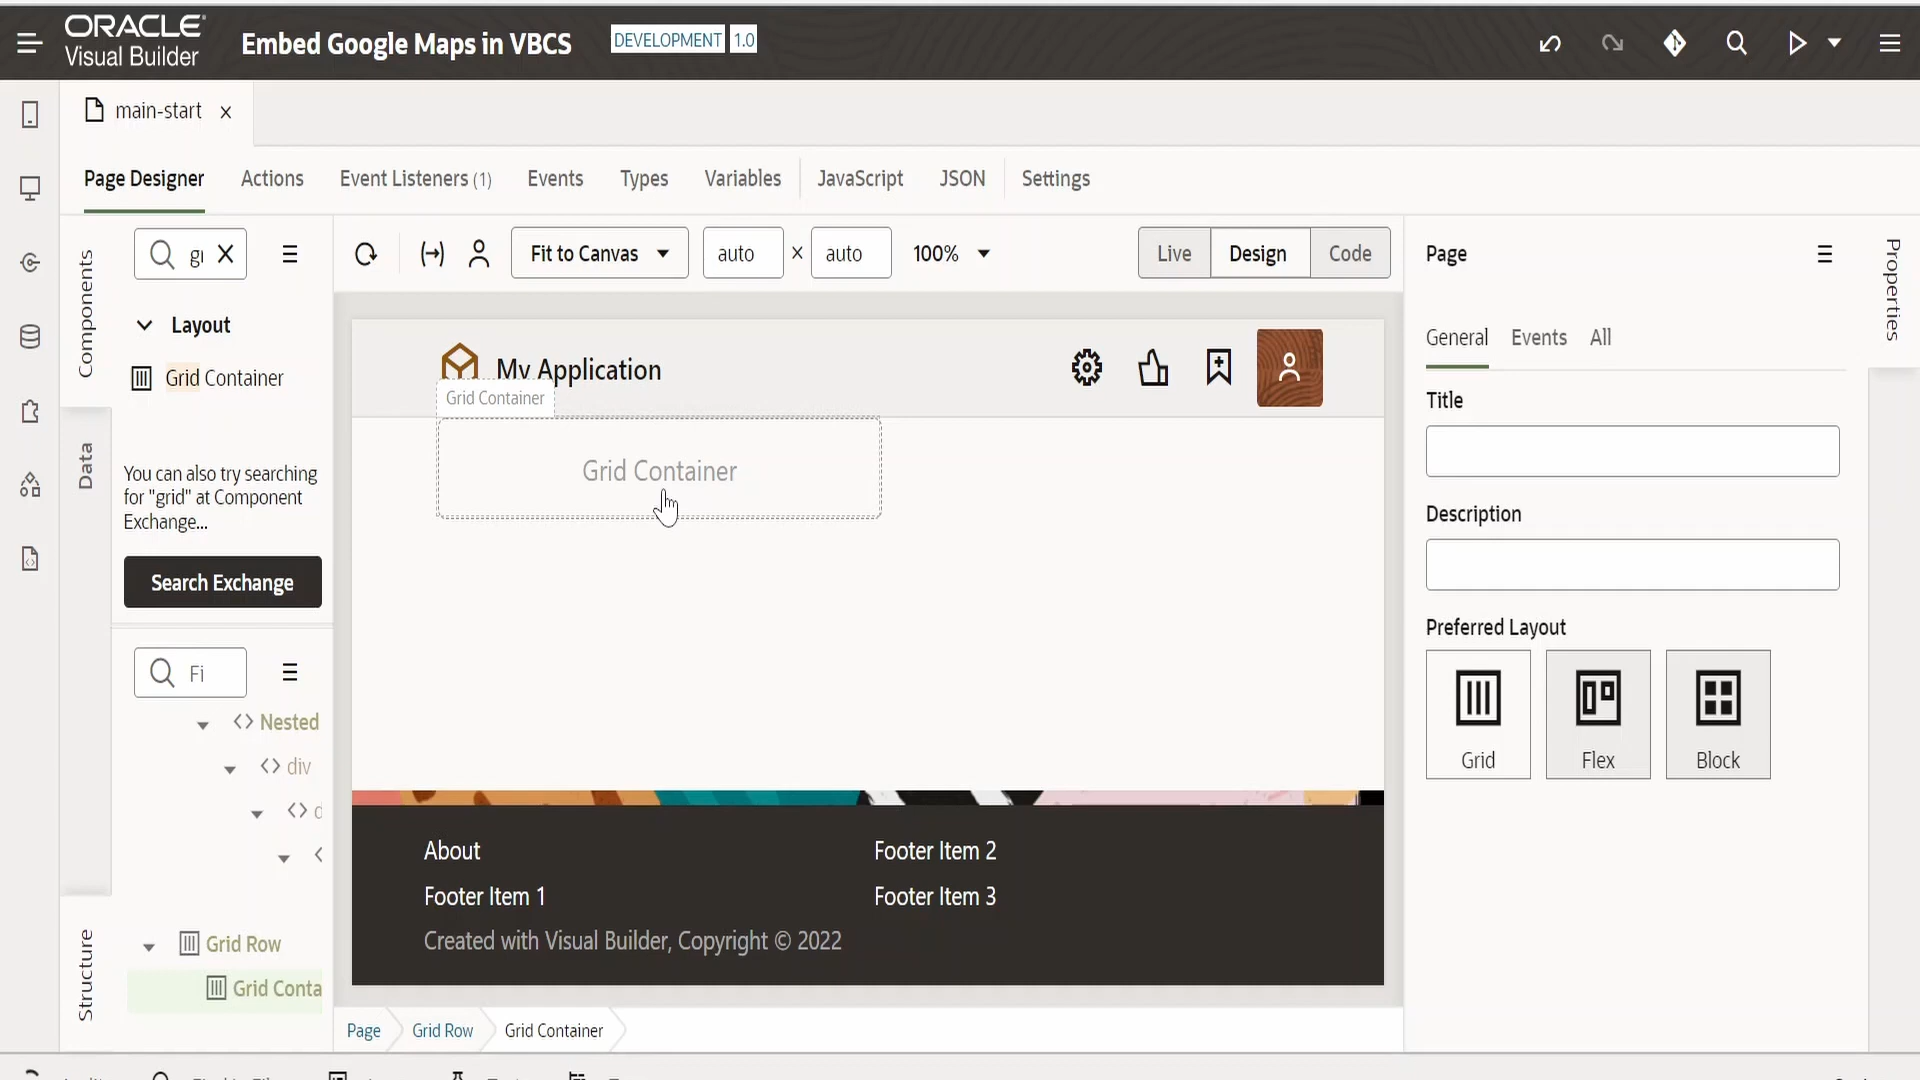 ORACLE
Visual Builder
Embed Google Maps in VBCS
DEVELOPMENT 1.0
main-start
Page Designer
Actions
Event Listeners (1)
Events
Types
Variables
JavaScript
JSON
Settings
Components
Data
Structure
Layout
Grid Container
You can also try searching
for "grid" at Component
Exchange...
Search Exchange
Fi
Nested
div
Grid Row
Grid Conta
Fit to Canvas
auto x auto
100%
Live
Design
Code
My Application
Grid Container
Grid Container
About
Footer Item 2
Footer Item 1
Footer Item 3
Created with Visual Builder, Copyright © 2022
Page
Grid Row
Grid Container
Page
General
Events
All
Title
Description
Preferred Layout
Grid
Flex
Block
Properties